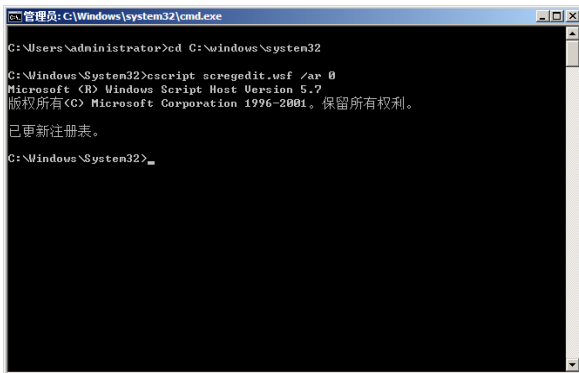 管理员: C:\Windows\system32\cmd.exe
C:\Users\administrator>cd C:\windows\system32
C:\Windows\System32>cscript scregedit.wsf /ar 0
Microsoft (R) Windows Script Host Version 5.7
版权所有(C) Microsoft Corporation 1996-2001。保留所有权利。
已更新注册表。
C:\Windows\System32>_